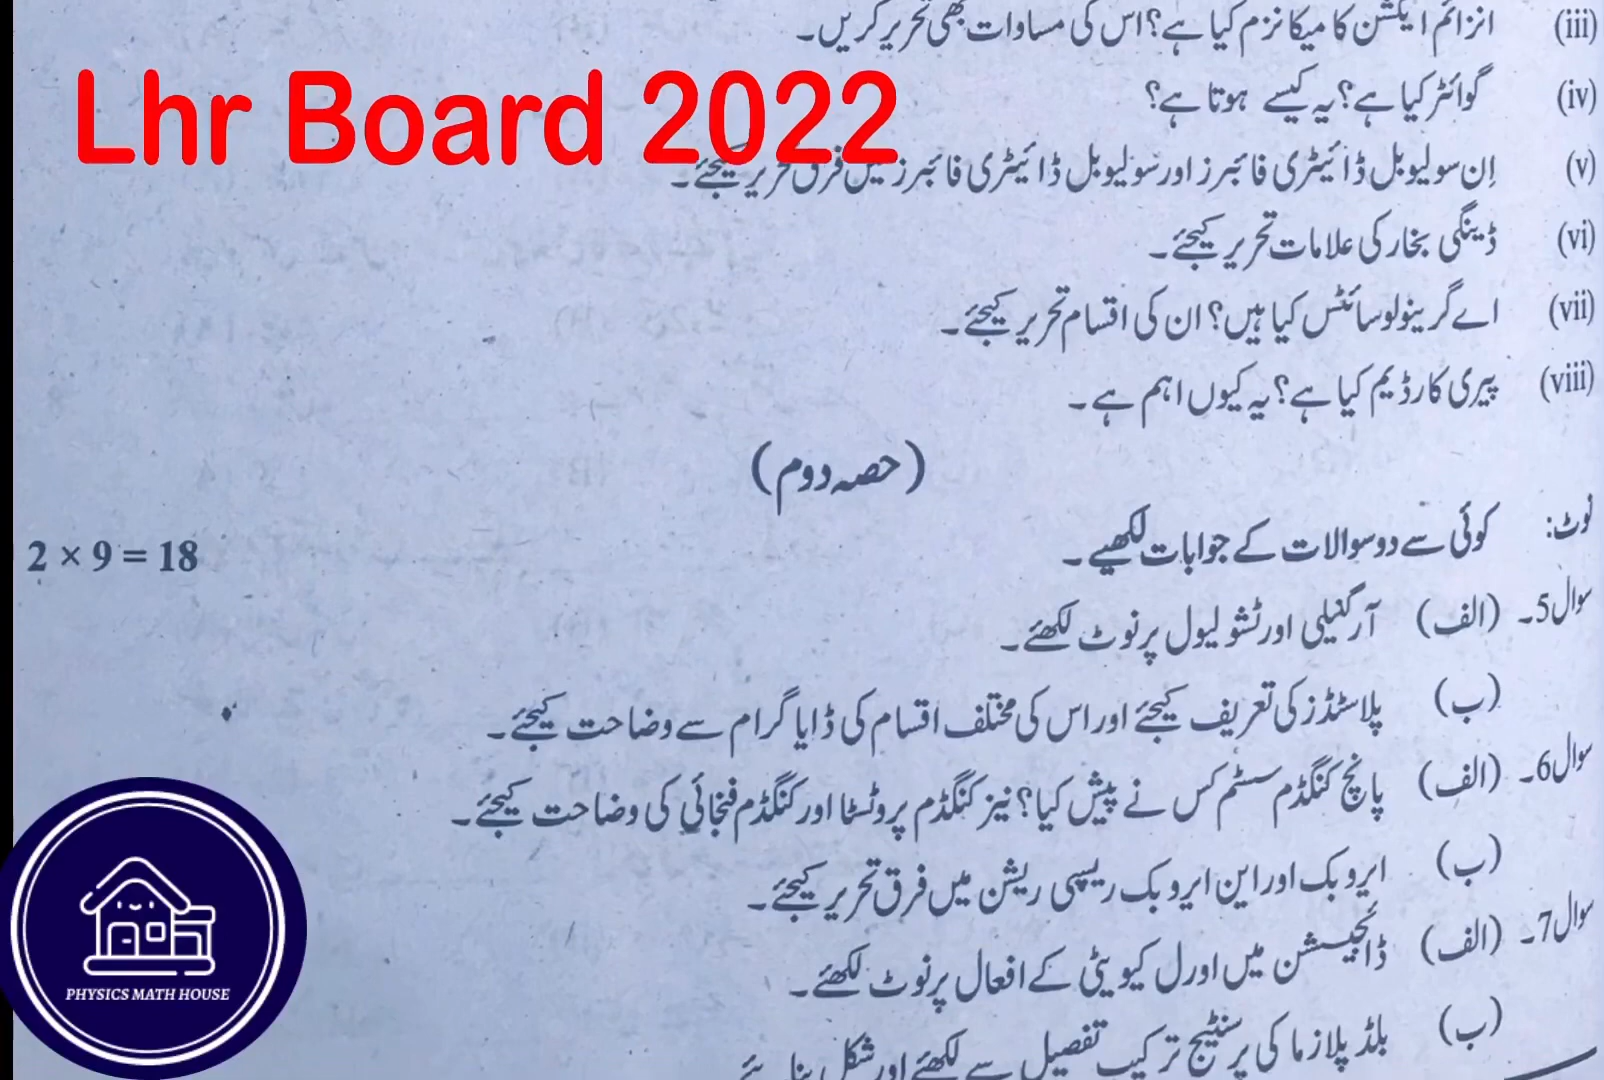 (iii) انزائم ایکشن کا میکانزم کیا ہے؟ اس کی مساوات بھی تحریر کریں۔
Lhr Board 2022
(iv) گوائٹر کیا ہے؟ یہ کیسے ہوتا ہے؟
(v) اِن سولیوبل ڈائیٹری فائبرز اور سولیوبل ڈائیٹری فائبرز میں فرق تحریر کیجئے۔
(vi) ڈینگی بخار کی علامات تحریر کیجئے۔
(vii) اے گرینولوسائٹس کیا ہیں؟ ان کی اقسام تحریر کیجئے۔
(viii) پیری کارڈیم کیا ہے؟ یہ کیوں اہم ہے۔
(حصہ دوم)
نوٹ: کوئی سے دو سوالات کے جوابات لکھیے۔ 2 × 9 = 18
سوال 5۔ (الف) آرگنیلی اور ٹشو لیول پر نوٹ لکھئے۔
(ب) پلاسٹڈز کی تعریف کیجئے اور اس کی مختلف اقسام کی ڈایا گرام سے وضاحت کیجئے۔
سوال 6۔ (الف) پانچ کنگڈم سسٹم کس نے پیش کیا؟ نیز کنگڈم پروٹسٹا اور کنگڈم فنجائی کی وضاحت کیجئے۔
(ب) ایروبک اور این ایروبک ریسپی ریشن میں فرق تحریر کیجئے۔
سوال 7۔ (الف) ڈائجیسشن میں اورل کیویٹی کے افعال پر نوٹ لکھئے۔
(ب) بلڈ پلازما کی پرسنٹیج ترکیب تفصیل سے لکھئے اور شکل بنائیے
PHYSICS MATH HOUSE